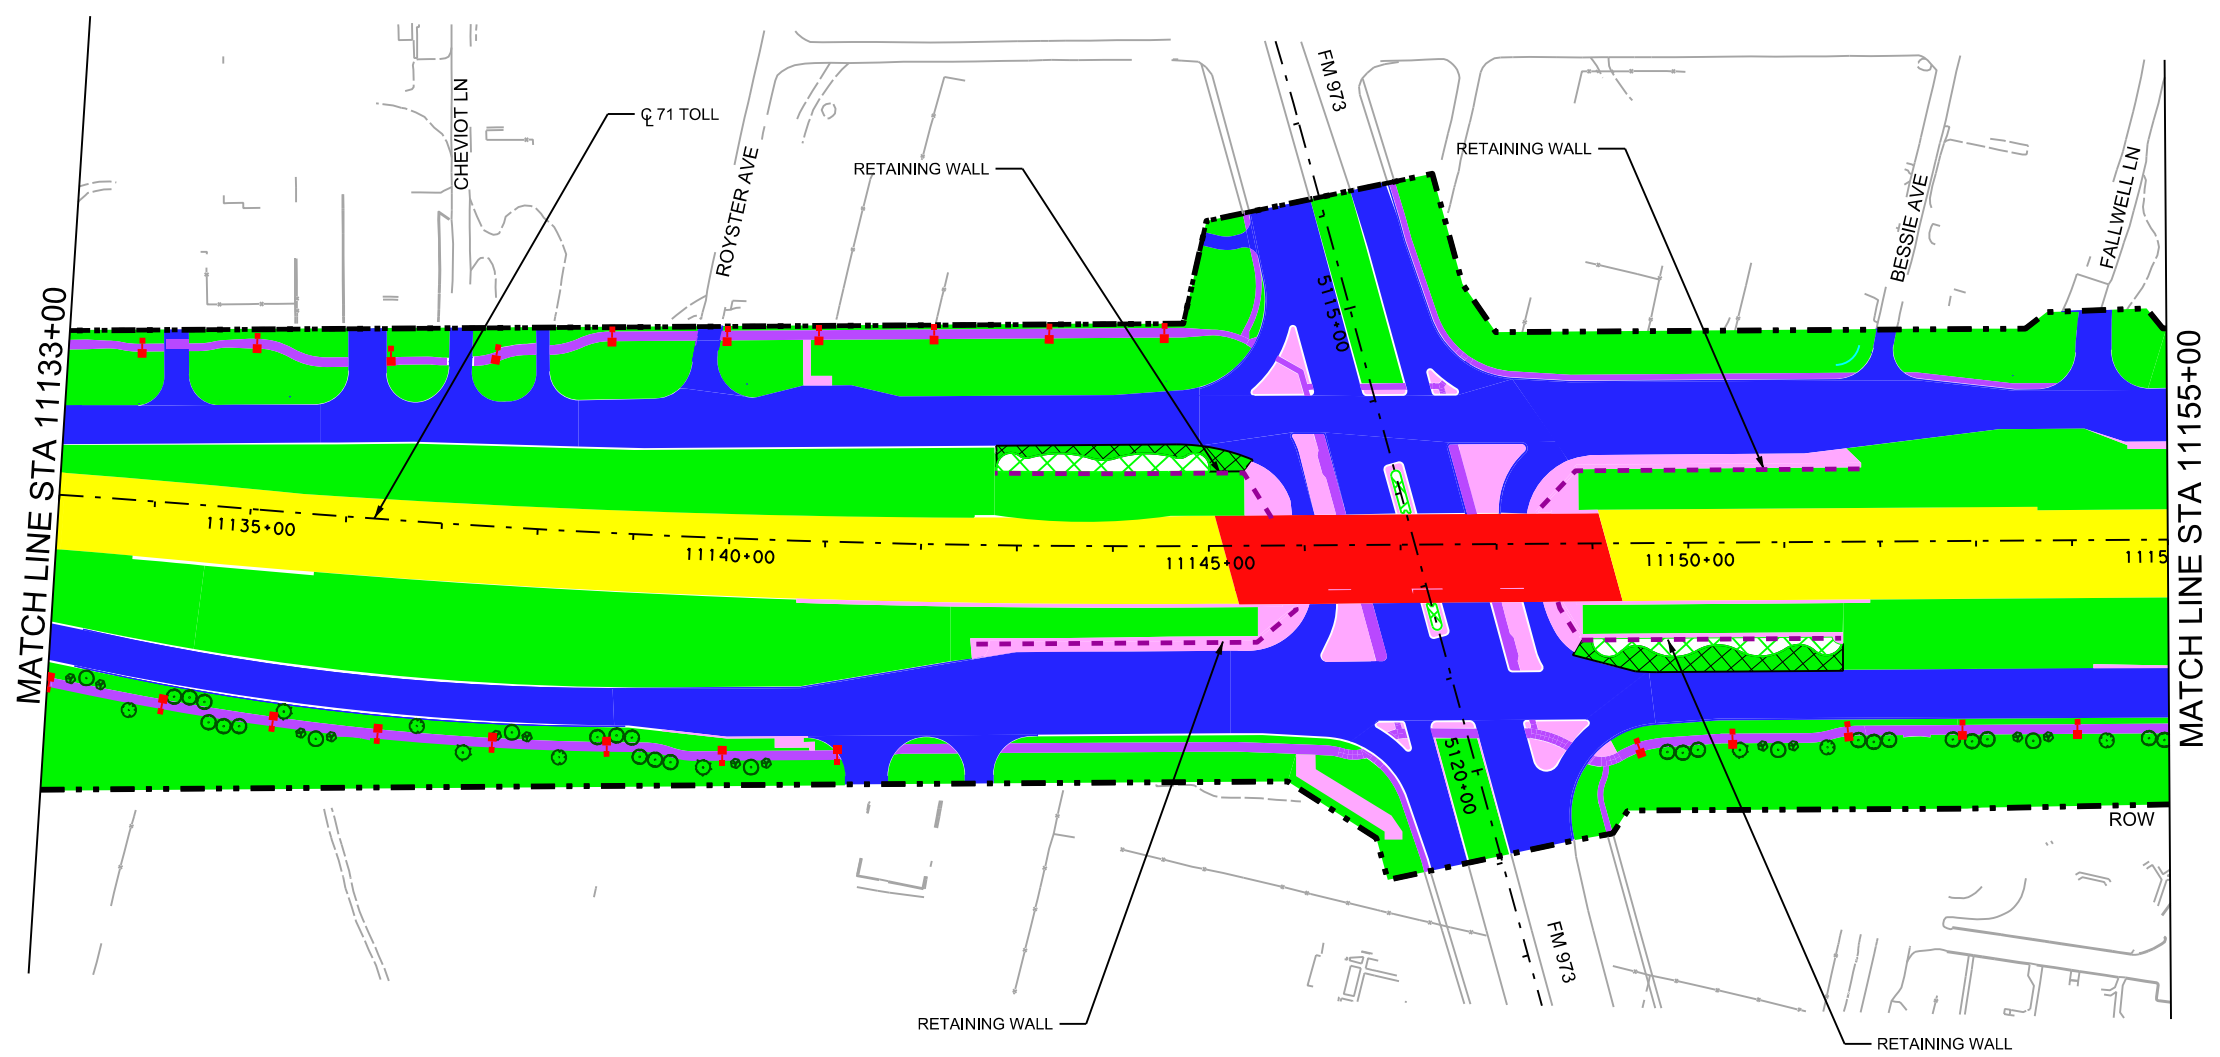 FM 973
CHEVIOT LN
℄ 71 TOLL
ROYSTER AVE
RETAINING WALL
RETAINING WALL
BESSIE AVE
FALLWELL LN
MATCH LINE STA 11133+00
5115+00
MATCH LINE STA 11155+00
11135+00
11140+00
11145+00
11150+00
1115
5120+00
ROW
FM 973
RETAINING WALL
RETAINING WALL